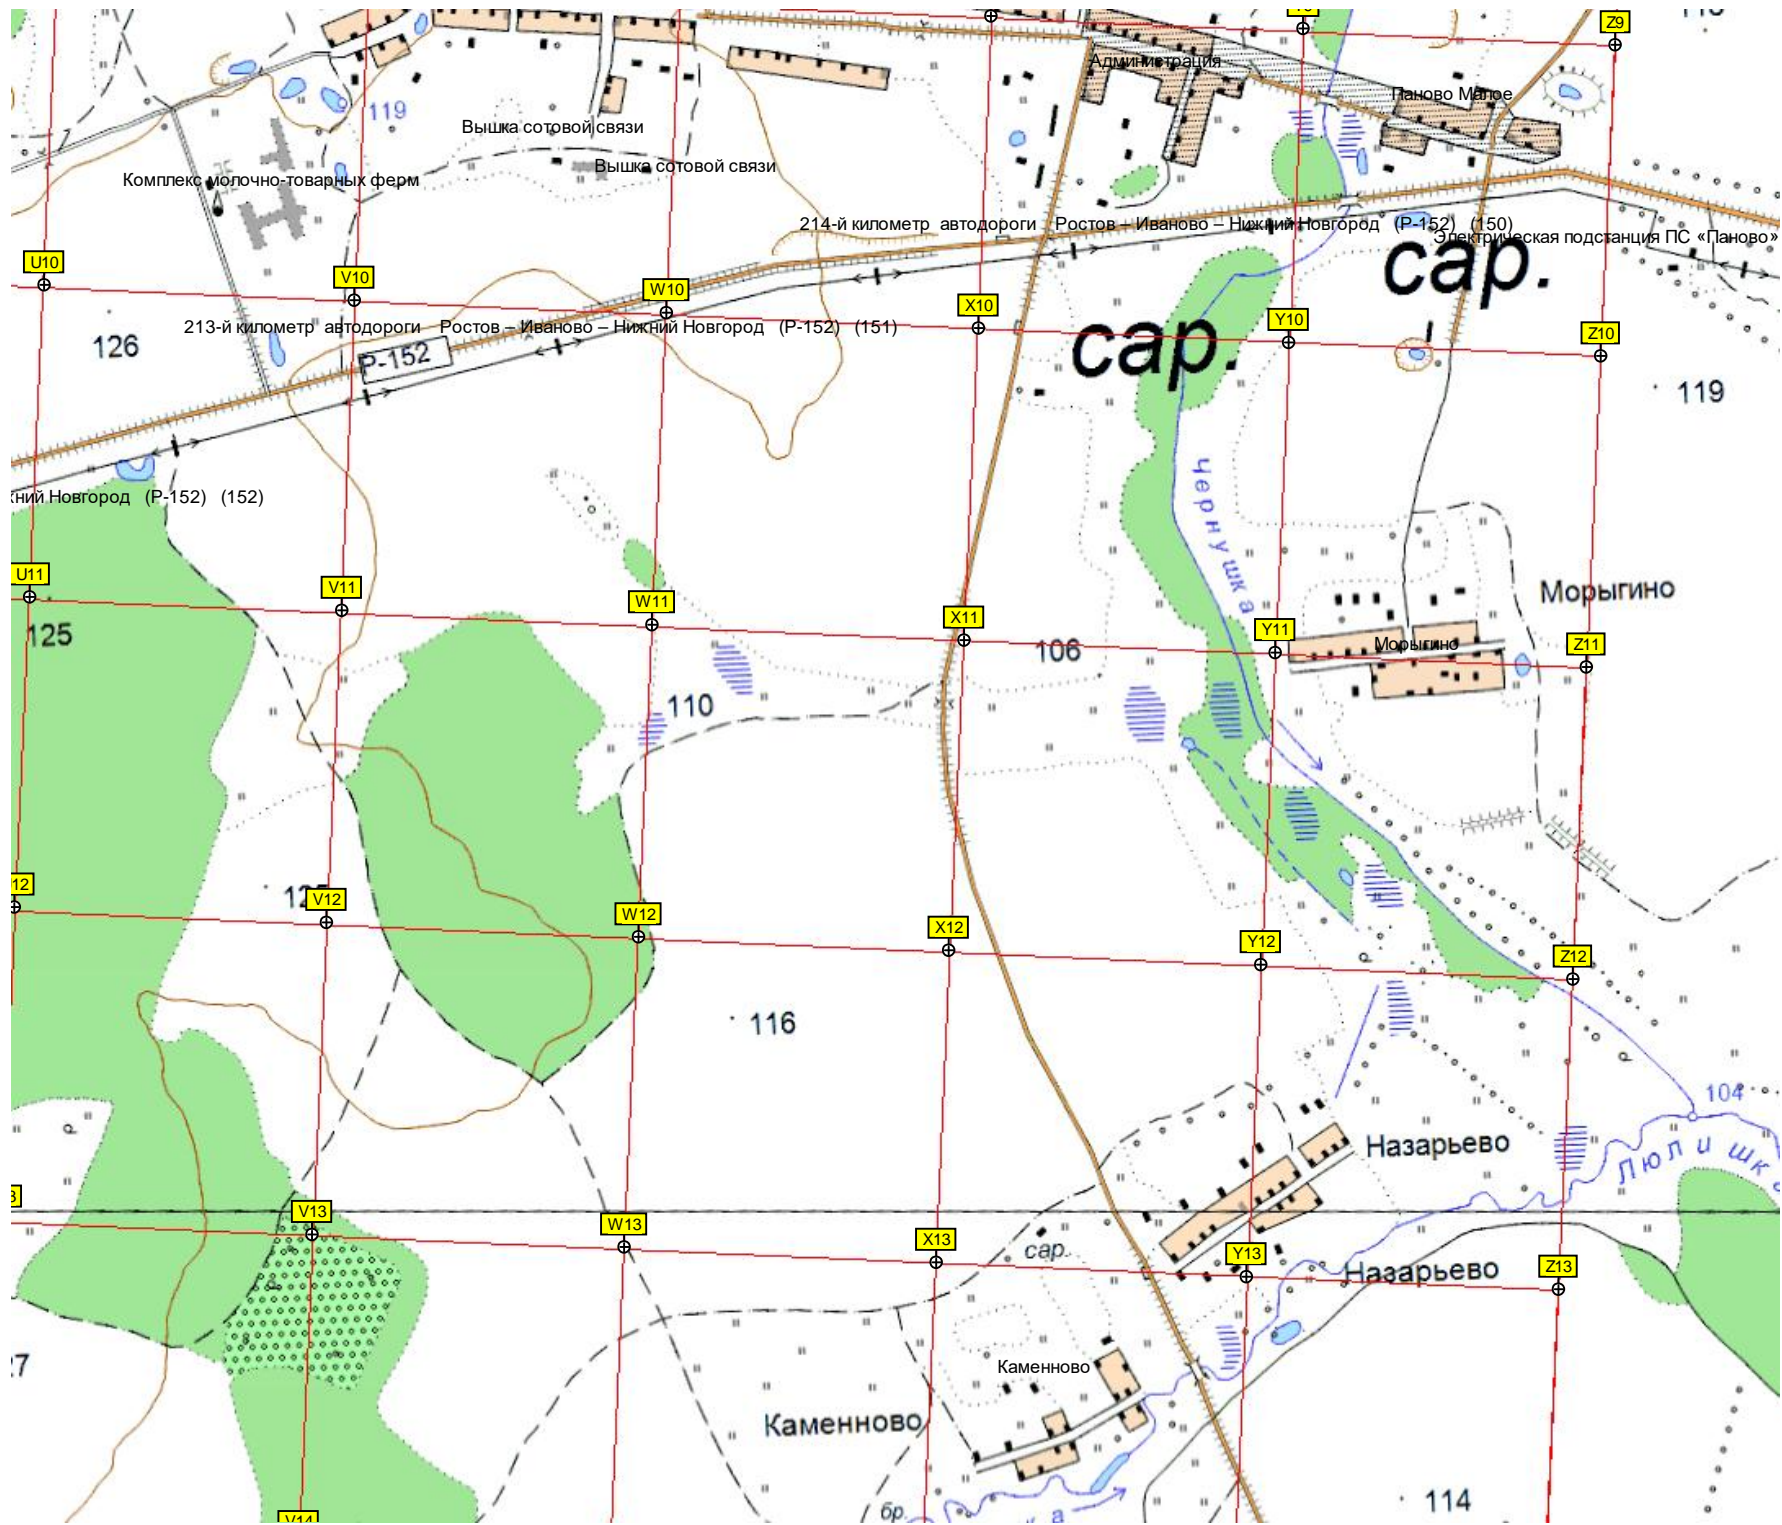 Z9
Администрация
Паново Малое
119
Вышка сотовой связи
Вышка сотовой связи
Комплекс молочно-товарных ферм
214-й километр автодороги Ростов – Иваново – Нижний Новгород (Р-152) (150)
Электрическая подстанция ПС «Паново»
сар.
U10
V10
W10
X10
Y10
Z10
213-й километр автодороги Ростов – Иваново – Нижний Новгород (Р-152) (151)
126
Р-152
сар.
119
Нижний Новгород (Р-152) (152)
Чернушка
U11
V11
W11
X11
Y11
Z11
Морыгино
Морыгино
125
106
110
12
V12
W12
X12
Y12
Z12
116
104
Назарьево
Люлишк
V13
W13
X13
Y13
Z13
сар.
Назарьево
Каменново
Каменново
114
бр.
V14